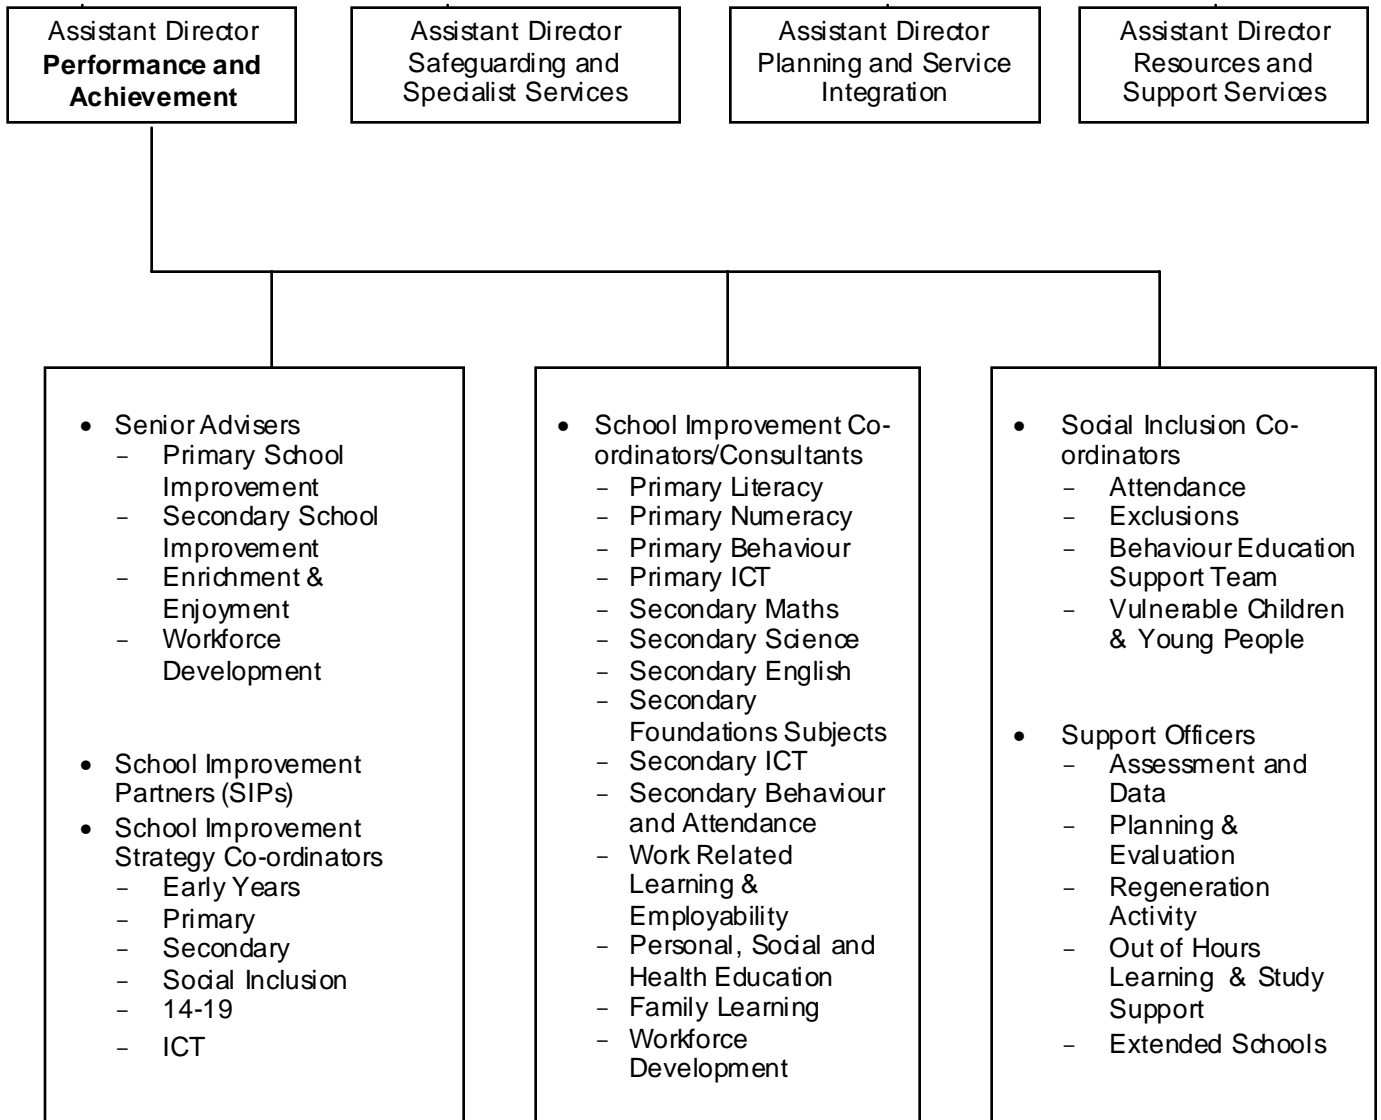 Assistant Director
Performance and
Achievement
Assistant Director
Safeguarding and
Specialist Services
Assistant Director
Planning and Service
Integration
Assistant Director
Resources and
Support Services
• Senior Advisers
– Primary School
Improvement
– Secondary School
Improvement
– Enrichment &
Enjoyment
– Workforce
Development
• School Improvement
Partners (SIPs)
• School Improvement
Strategy Co-ordinators
– Early Years
– Primary
– Secondary
– Social Inclusion
– 14-19
– ICT
• School Improvement Co-
ordinators/Consultants
– Primary Literacy
– Primary Numeracy
– Primary Behaviour
– Primary ICT
– Secondary Maths
– Secondary Science
– Secondary English
– Secondary
Foundations Subjects
– Secondary ICT
– Secondary Behaviour
and Attendance
– Work Related
Learning &
Employability
– Personal, Social and
Health Education
– Family Learning
– Workforce
Development
• Social Inclusion Co-
ordinators
– Attendance
– Exclusions
– Behaviour Education
Support Team
– Vulnerable Children
& Young People
• Support Officers
– Assessment and
Data
– Planning &
Evaluation
– Regeneration
Activity
– Out of Hours
Learning & Study
Support
– Extended Schools